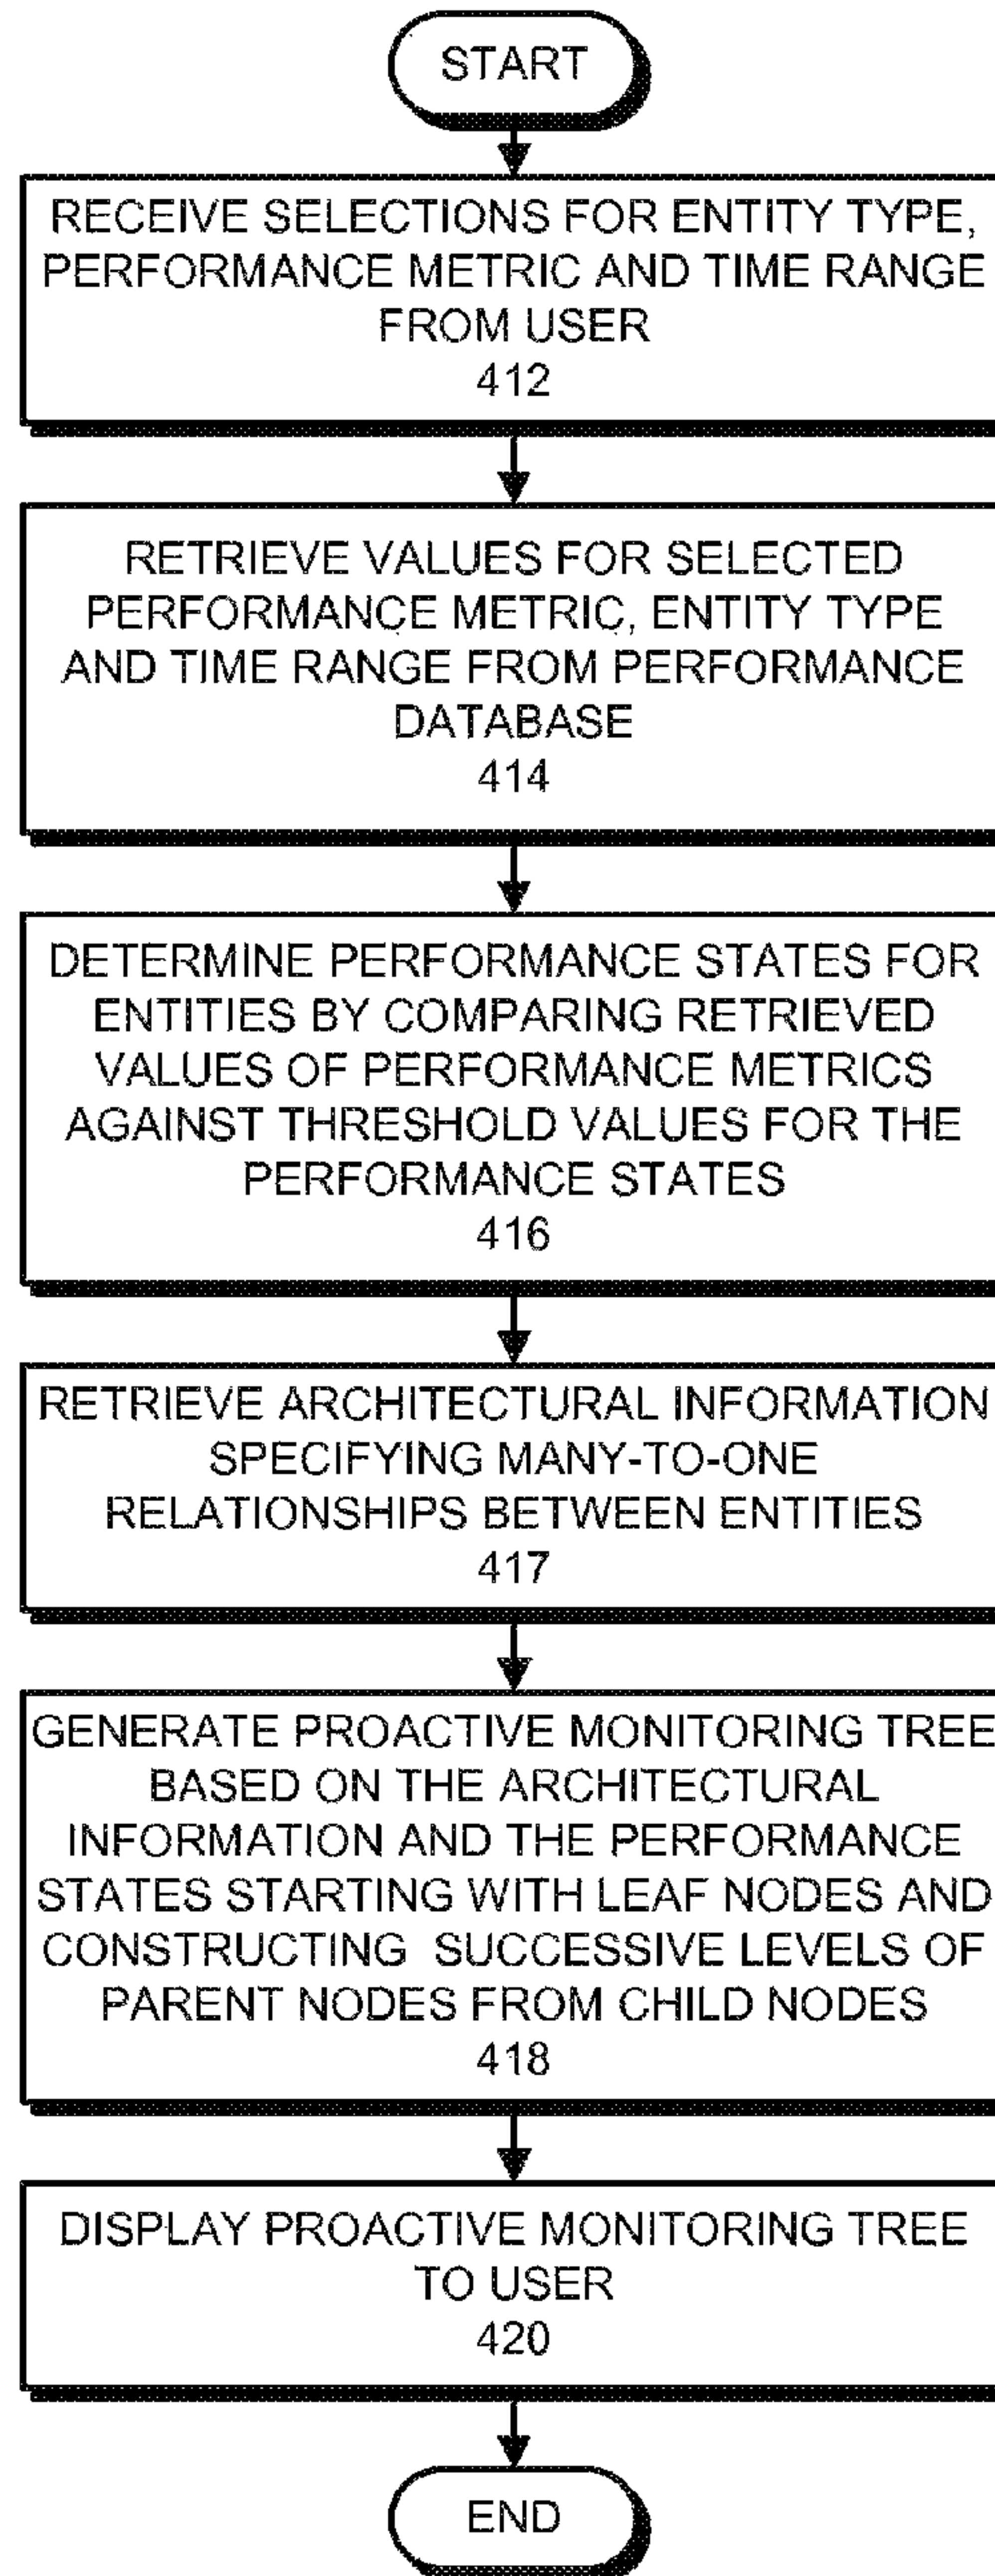 START
RECEIVE SELECTIONS FOR ENTITY TYPE,
PERFORMANCE METRIC AND TIME RANGE
FROM USER
412
RETRIEVE VALUES FOR SELECTED
PERFORMANCE METRIC, ENTITY TYPE
AND TIME RANGE FROM PERFORMANCE
DATABASE
414
DETERMINE PERFORMANCE STATES FOR
ENTITIES BY COMPARING RETRIEVED
VALUES OF PERFORMANCE METRICS
AGAINST THRESHOLD VALUES FOR THE
PERFORMANCE STATES
416
RETRIEVE ARCHITECTURAL INFORMATION
SPECIFYING MANY-TO-ONE
RELATIONSHIPS BETWEEN ENTITIES
417
GENERATE PROACTIVE MONITORING TREE
BASED ON THE ARCHITECTURAL
INFORMATION AND THE PERFORMANCE
STATES STARTING WITH LEAF NODES AND
CONSTRUCTING SUCCESSIVE LEVELS OF
PARENT NODES FROM CHILD NODES
418
DISPLAY PROACTIVE MONITORING TREE
TO USER
420
END